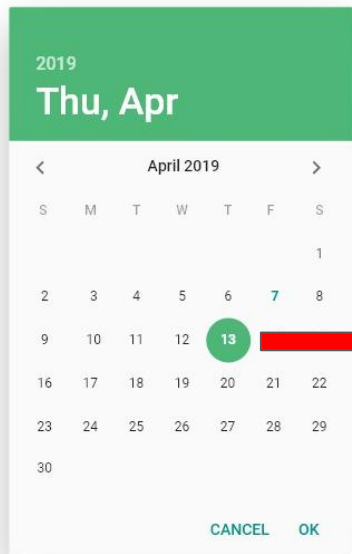 2019
Thu, Apr
April 2019
S M T W T F S
1
2 3 4 5 6 7 8
9 10 11 12 13
16 17 18 19 20 21 22
23 24 25 26 27 28 29
30
CANCEL OK